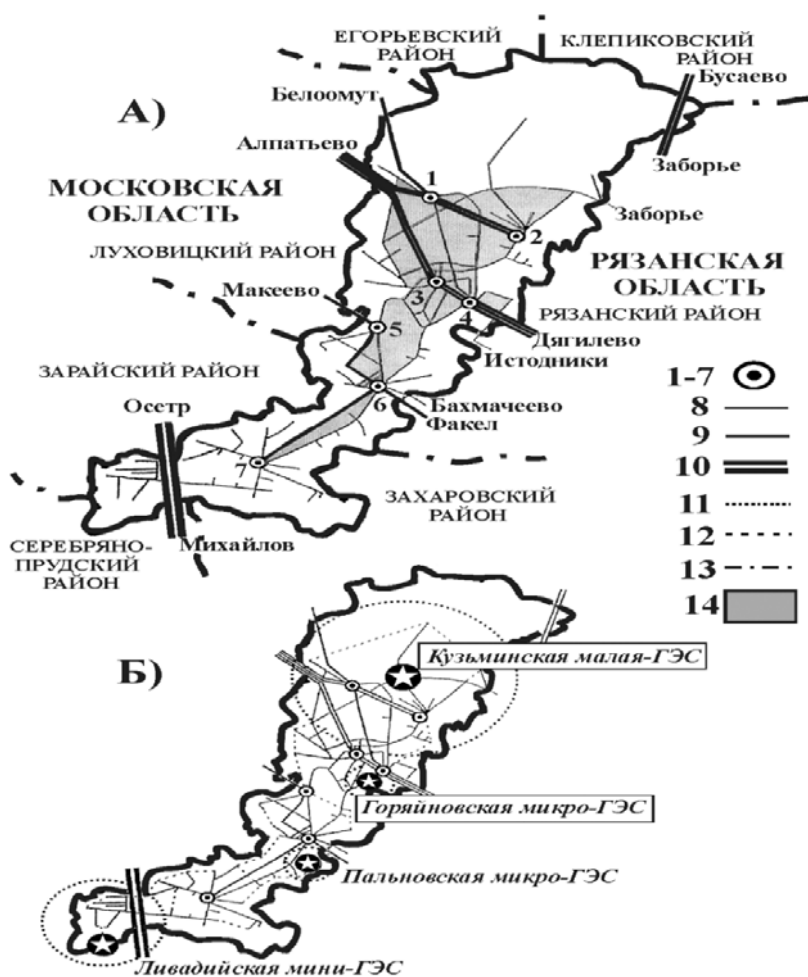 ЕГОРЬЕВСКИЙ
РАЙОН
КЛЕПИКОВСКИЙ
РАЙОН
Бусаево
Белоомут
А)
Алпатьево
1
Заборье
МОСКОВСКАЯ
ОБЛАСТЬ
Заборье
2
ЛУХОВИЦКИЙ РАЙОН
РЯЗАНСКАЯ
ОБЛАСТЬ
Макеево
3
4
РЯЗАНСКИЙ РАЙОН
5
Дягилево
Истодники
ЗАРАЙСКИЙ РАЙОН
6
Бахмачеево
Факел
Осетр
7
ЗАХАРОВСКИЙ
РАЙОН
СЕРЕБРЯНО-
ПРУДСКИЙ
РАЙОН
Михайлов
1-7
8
9
10
11
12
13
14
Б)
Кузьминская малая-ГЭС
Горяйновская микро-ГЭС
Пальновская микро-ГЭС
Ливадийская мини-ГЭС